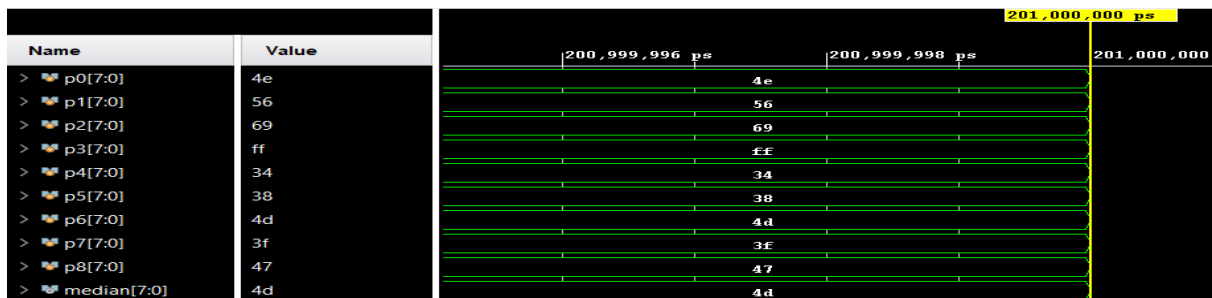 201,000,000 ps
Name Value |200,999,996 ps |200,999,998 ps |201,000,000
> p0[7:0] 4e 4e
> p1[7:0] 56 56
> p2[7:0] 69 69
> p3[7:0] ff ff
> p4[7:0] 34 34
> p5[7:0] 38 38
> p6[7:0] 4d 4d
> p7[7:0] 3f 3f
> p8[7:0] 47 47
> median[7:0] 4d 4d